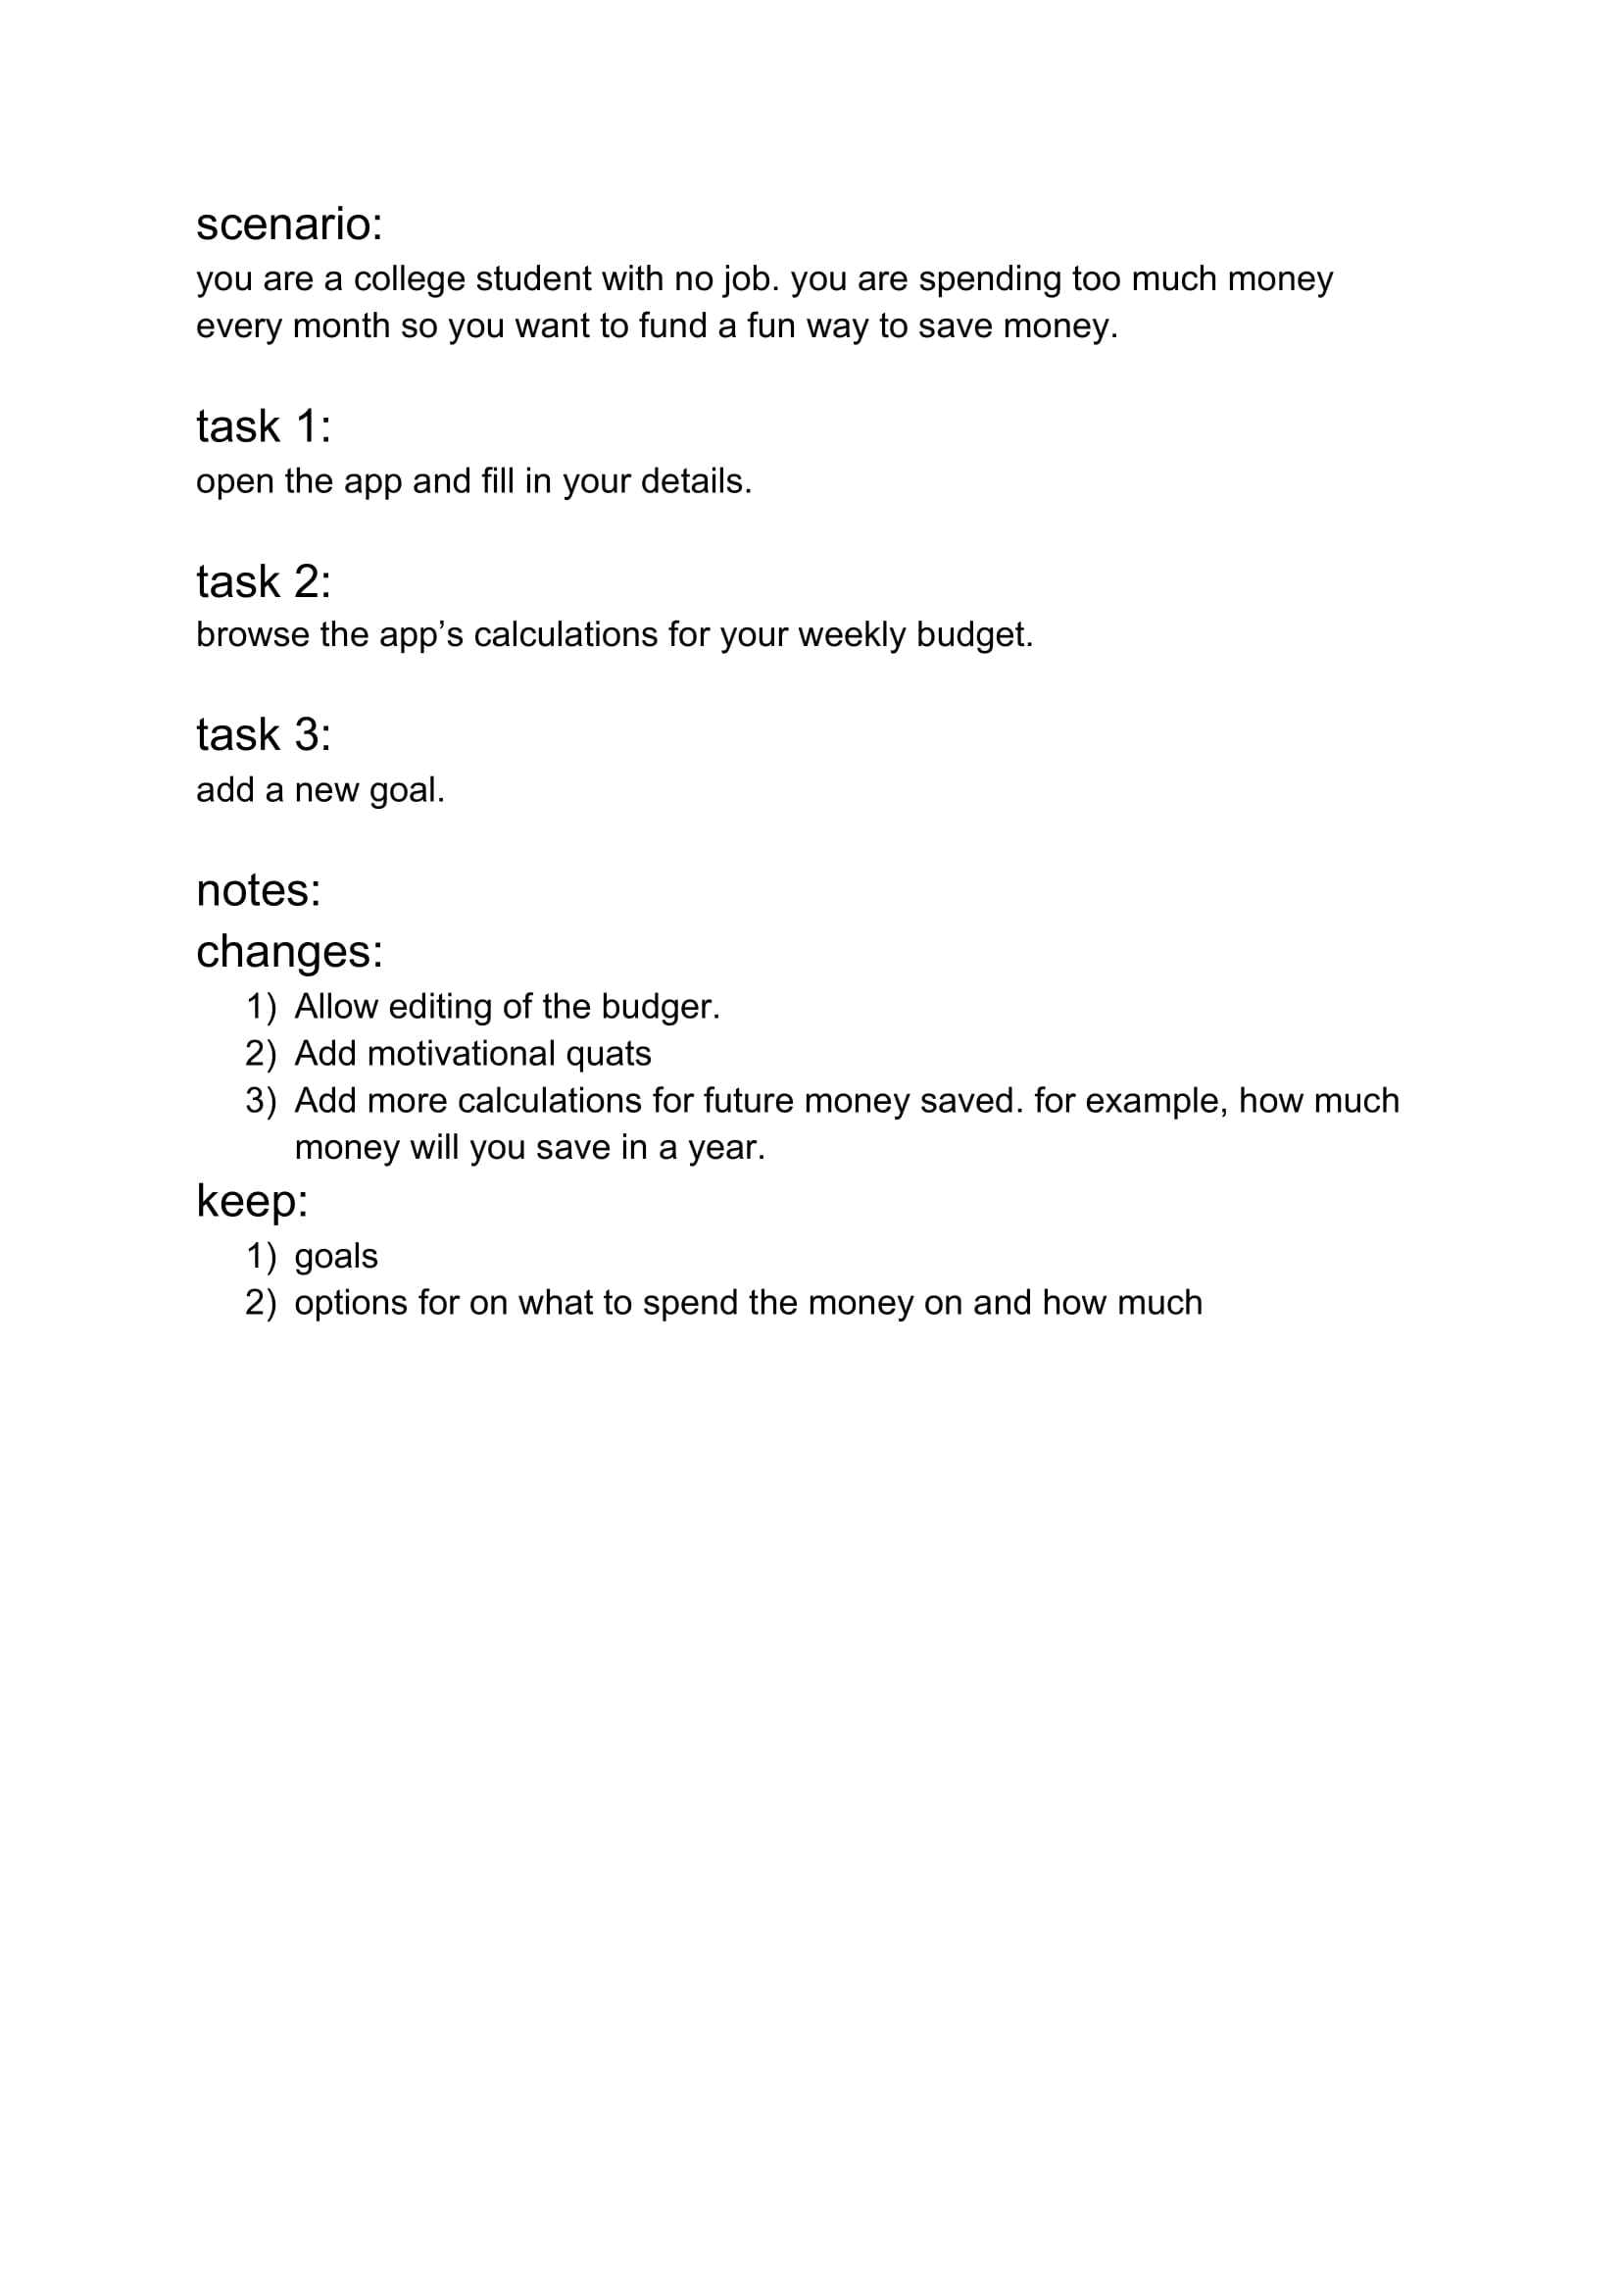 scenario:
you are a college student with no job. you are spending too much money
every month so you want to fund a fun way to save money.
task 1:
open the app and fill in your details.
task 2:
browse the app’s calculations for your weekly budget.
task 3:
add a new goal.
notes:
changes:
1) Allow editing of the budger.
2) Add motivational quats
3) Add more calculations for future money saved. for example, how much
money will you save in a year.
keep:
1) goals
2) options for on what to spend the money on and how much